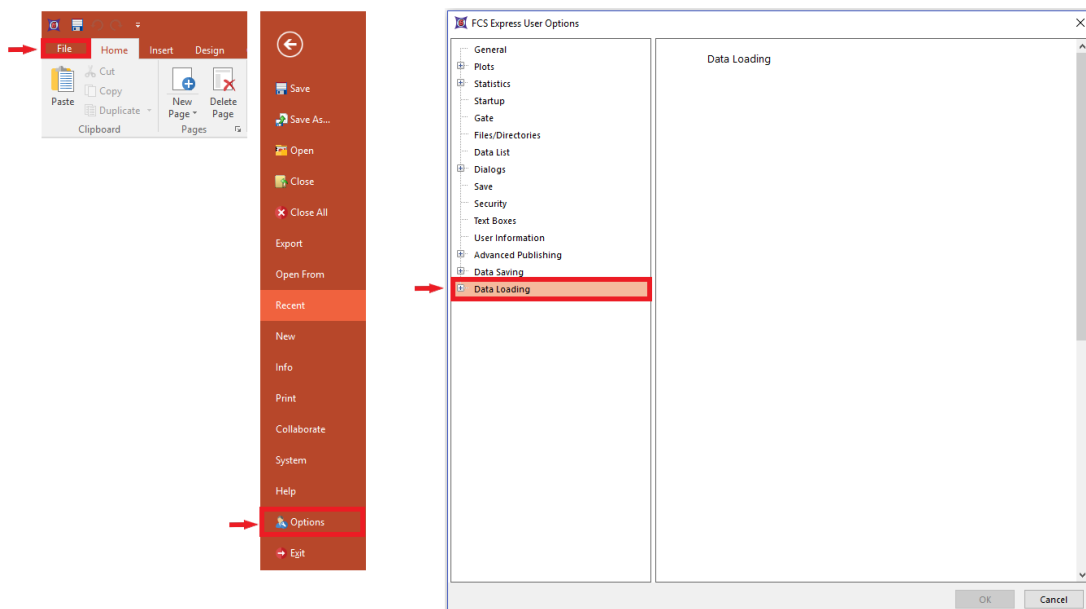 File Home Insert Design
Paste
Cut
Copy
Duplicate
Clipboard
New Page
Delete Page
Pages
Save
Save As...
Open
Close
Close All
Export
Open From
Recent
New
Info
Print
Collaborate
System
Help
Options
Exit
FCS Express User Options
General
Plots
Statistics
Startup
Gate
Files/Directories
Data List
Dialogs
Save
Security
Text Boxes
User Information
Advanced Publishing
Data Saving
Data Loading
Data Loading
OK Cancel